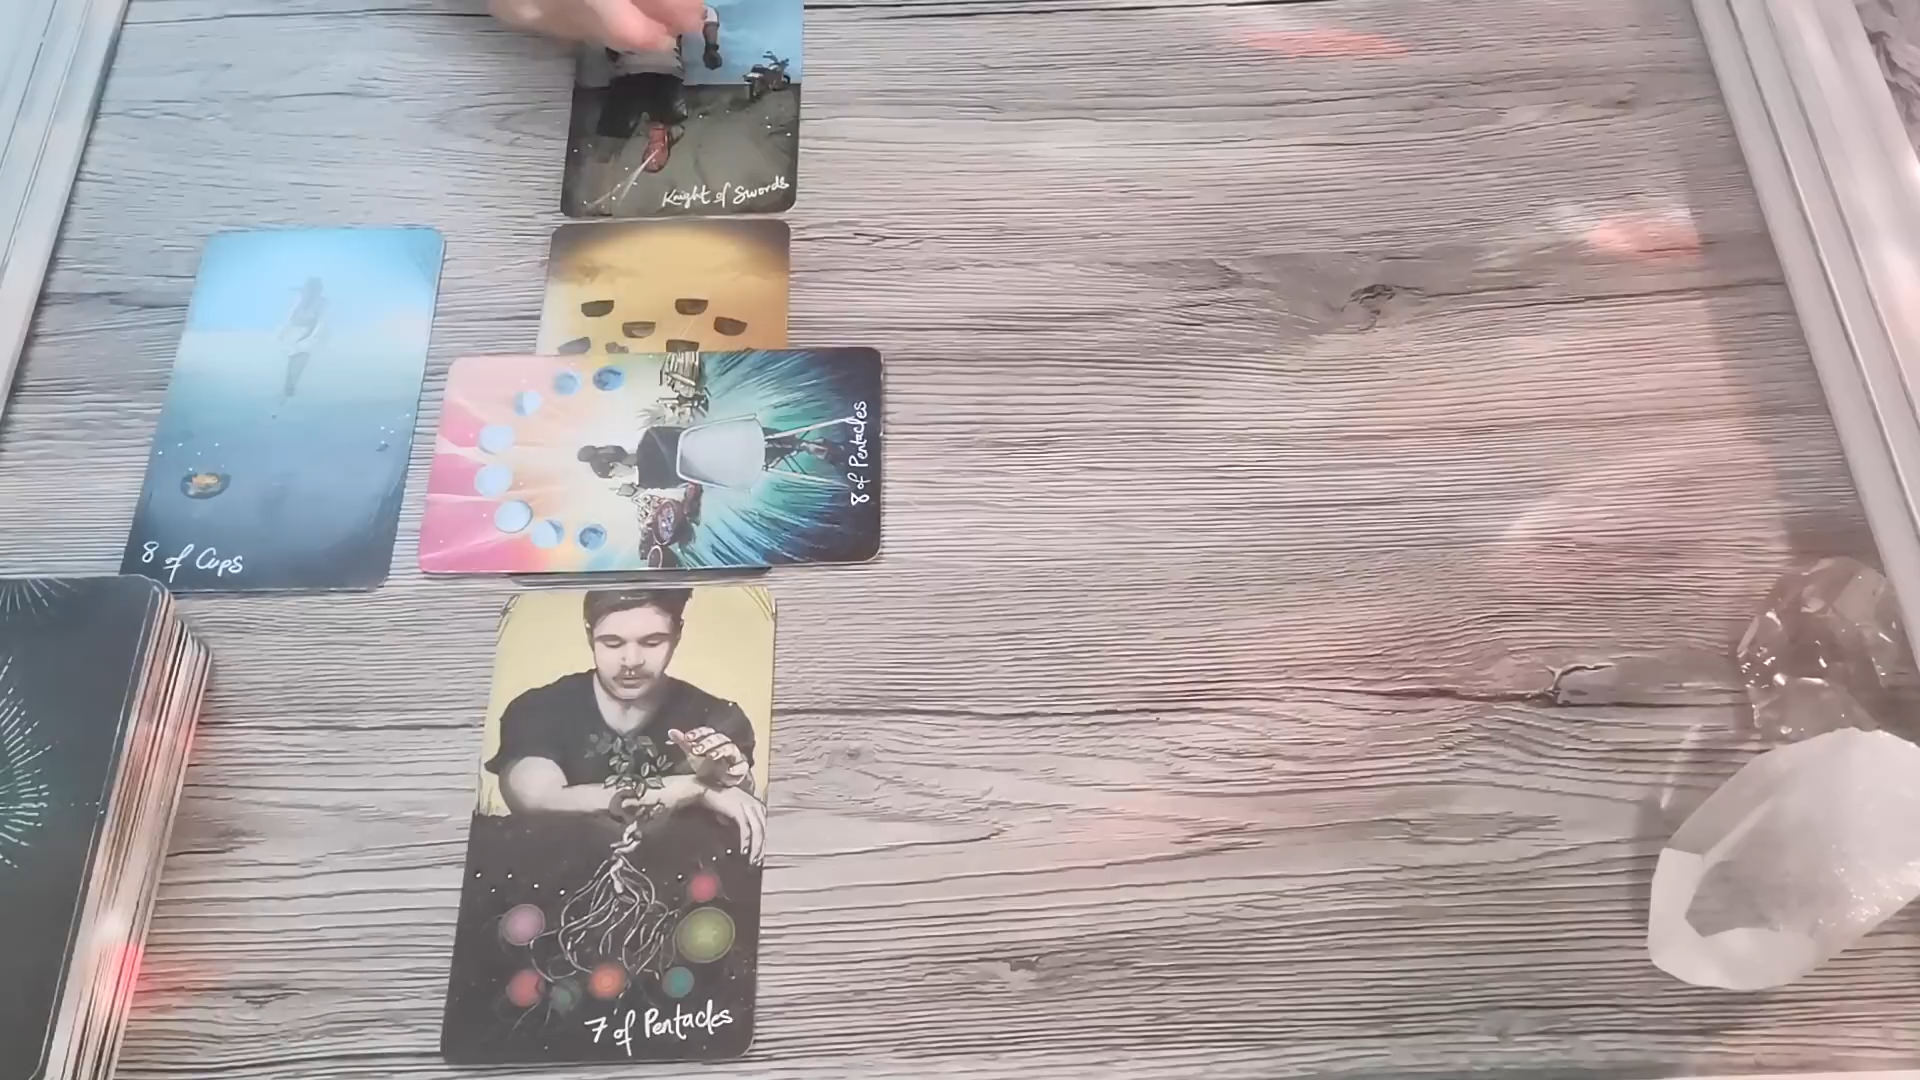 Knight of Swords
8 of Pentacles
8 of Cups
7 of Pentacles